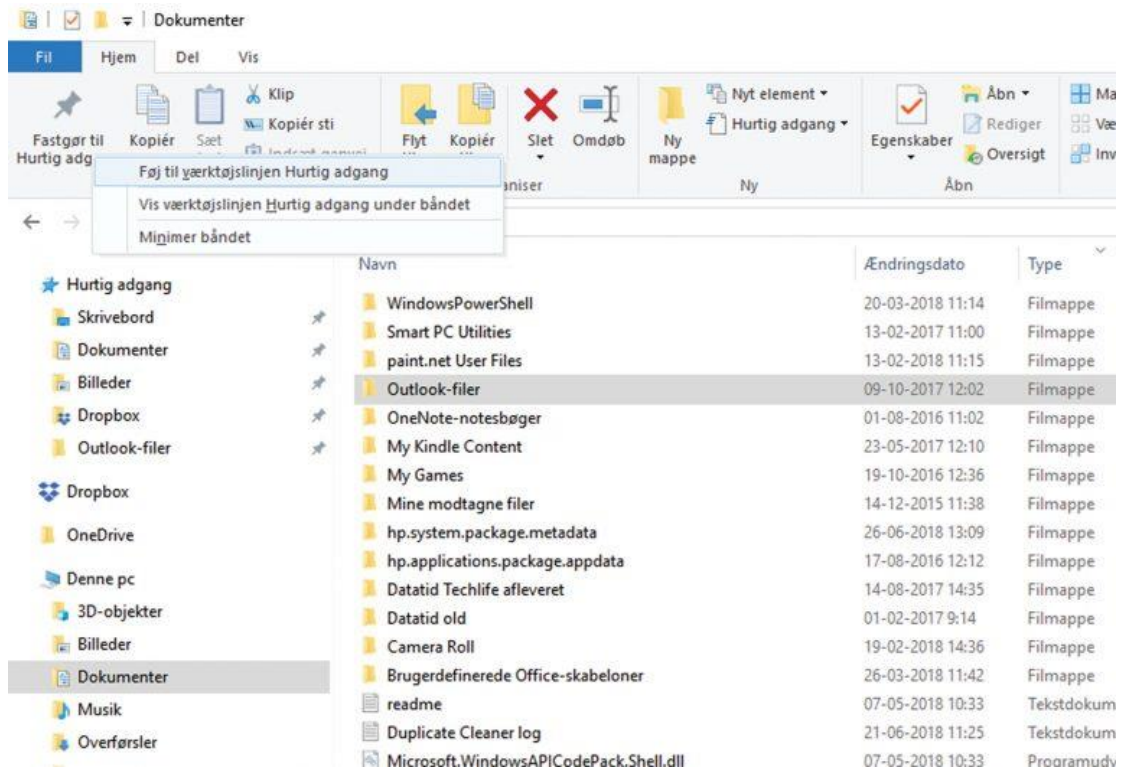 Dokumenter
Fil Hjem Del Vis
Klip
Kopiér sti
Fastgør til
Hurtig adg
Kopiér
Sæt
Flyt
Kopiér
Slet
Omdøb
Ny
mappe
Nyt element
Hurtig adgang
Egenskaber
Åbn
Rediger
Oversigt
Ma
Væ
Inv
niser
Ny
Åbn
Føj til værktøjslinjen Hurtig adgang
Vis værktøjslinjen Hurtig adgang under båndet
Minimer båndet
Navn Ændringsdato Type
Hurtig adgang
Skrivebord
Dokumenter
Billeder
Dropbox
Outlook-filer
Dropbox
OneDrive
Denne pc
3D-objekter
Billeder
Dokumenter
Musik
Overførsler
WindowsPowerShell 20-03-2018 11:14 Filmappe
Smart PC Utilities 13-02-2017 11:00 Filmappe
paint.net User Files 13-02-2018 11:15 Filmappe
Outlook-filer 09-10-2017 12:02 Filmappe
OneNote-notesbøger 01-08-2016 11:02 Filmappe
My Kindle Content 23-05-2017 12:10 Filmappe
My Games 19-10-2016 12:36 Filmappe
Mine modtagne filer 14-12-2015 11:38 Filmappe
hp.system.package.metadata 26-06-2018 13:09 Filmappe
hp.applications.package.appdata 17-08-2016 12:12 Filmappe
Datatid Techlife afleveret 14-08-2017 14:35 Filmappe
Datatid old 01-02-2017 9:14 Filmappe
Camera Roll 19-02-2018 14:36 Filmappe
Brugerdefinerede Office-skabeloner 26-03-2018 11:42 Filmappe
readme 07-05-2018 10:33 Tekstdokum
Duplicate Cleaner log 21-06-2018 11:25 Tekstdokum
Microsoft.WindowsAPICodePack.Shell.dll 07-05-2018 10:33 Programudv